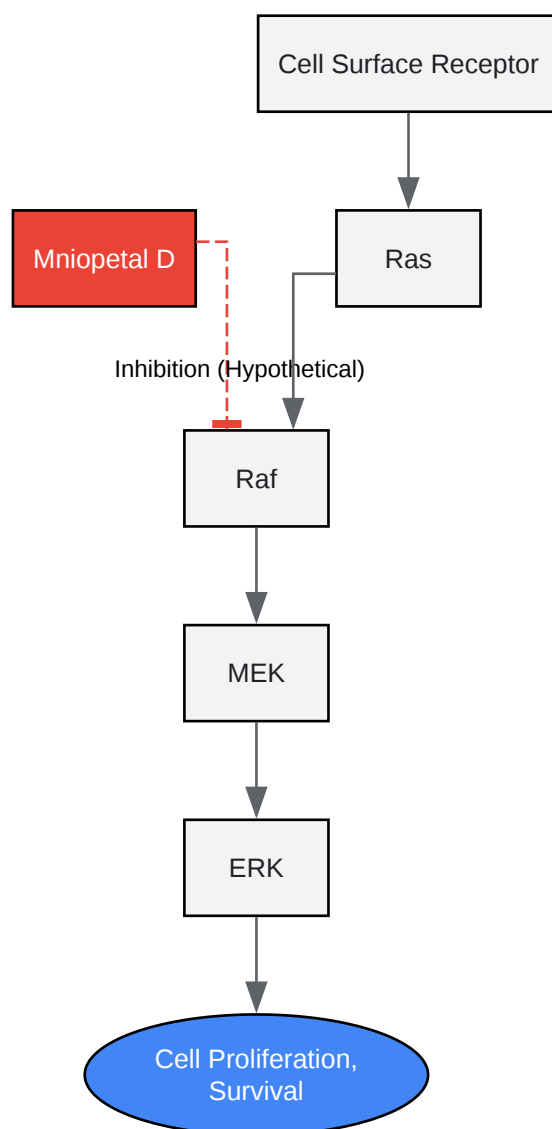 Cell Surface Receptor
Mniopetal D
Ras
Inhibition (Hypothetical)
Raf
MEK
ERK
Cell Proliferation,
Survival